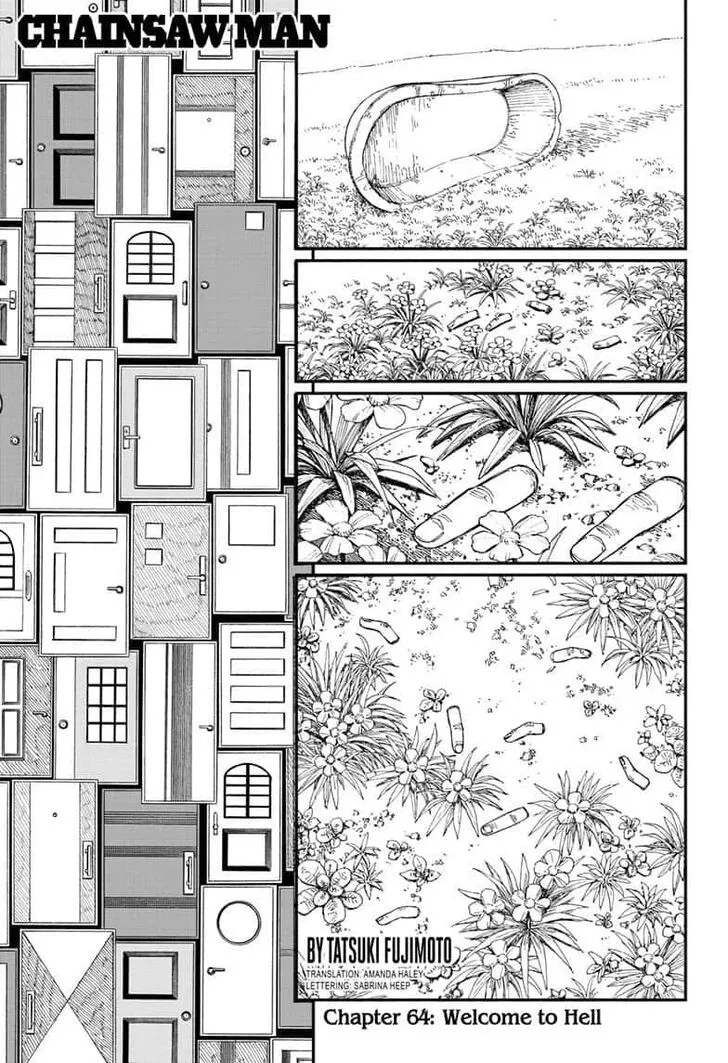 CHAINSAW MAN
BY TATSUKI FUJIMOTO
TRANSLATION: AMANDA HALEY
LETTERING: SABRINA HEEP
Chapter 64: Welcome to Hell